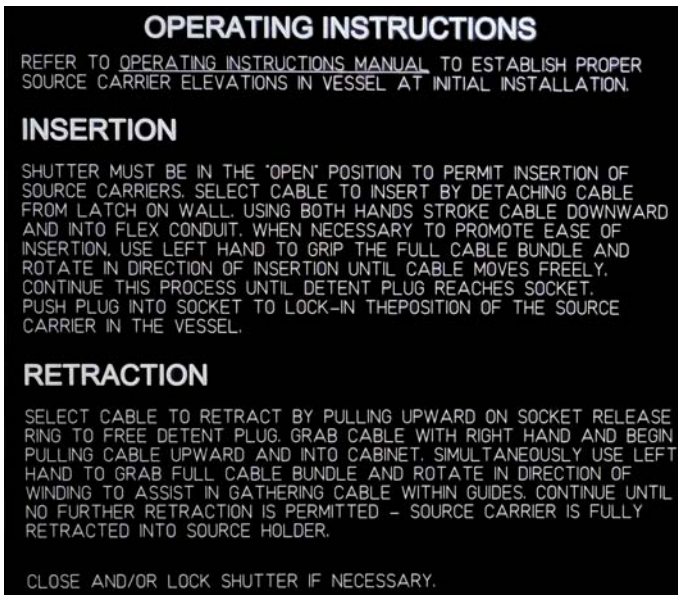 OPERATING INSTRUCTIONS
REFER TO OPERATING INSTRUCTIONS MANUAL TO ESTABLISH PROPER
SOURCE CARRIER ELEVATIONS IN VESSEL AT INITIAL INSTALLATION.
INSERTION
SHUTTER MUST BE IN THE "OPEN" POSITION TO PERMIT INSERTION OF
SOURCE CARRIERS. SELECT CABLE TO INSERT BY DETACHING CABLE
FROM LATCH ON WALL. USING BOTH HANDS STROKE CABLE DOWNWARD
AND INTO FLEX CONDUIT. WHEN NECESSARY TO PROMOTE EASE OF
INSERTION, USE LEFT HAND TO GRIP THE FULL CABLE BUNDLE AND
ROTATE IN DIRECTION OF INSERTION UNTIL CABLE MOVES FREELY.
CONTINUE THIS PROCESS UNTIL DETENT PLUG REACHES SOCKET.
PUSH PLUG INTO SOCKET TO LOCK-IN THEPOSITION OF THE SOURCE
CARRIER IN THE VESSEL.
RETRACTION
SELECT CABLE TO RETRACT BY PULLING UPWARD ON SOCKET RELEASE
RING TO FREE DETENT PLUG. GRAB CABLE WITH RIGHT HAND AND BEGIN
PULLING CABLE UPWARD AND INTO CABINET. SIMULTANEOUSLY USE LEFT
HAND TO GRAB FULL CABLE BUNDLE AND ROTATE IN DIRECTION OF
WINDING TO ASSIST IN GATHERING CABLE WITHIN GUIDES. CONTINUE UNTIL
NO FURTHER RETRACTION IS PERMITTED - SOURCE CARRIER IS FULLY
RETRACTED INTO SOURCE HOLDER.
CLOSE AND/OR LOCK SHUTTER IF NECESSARY.